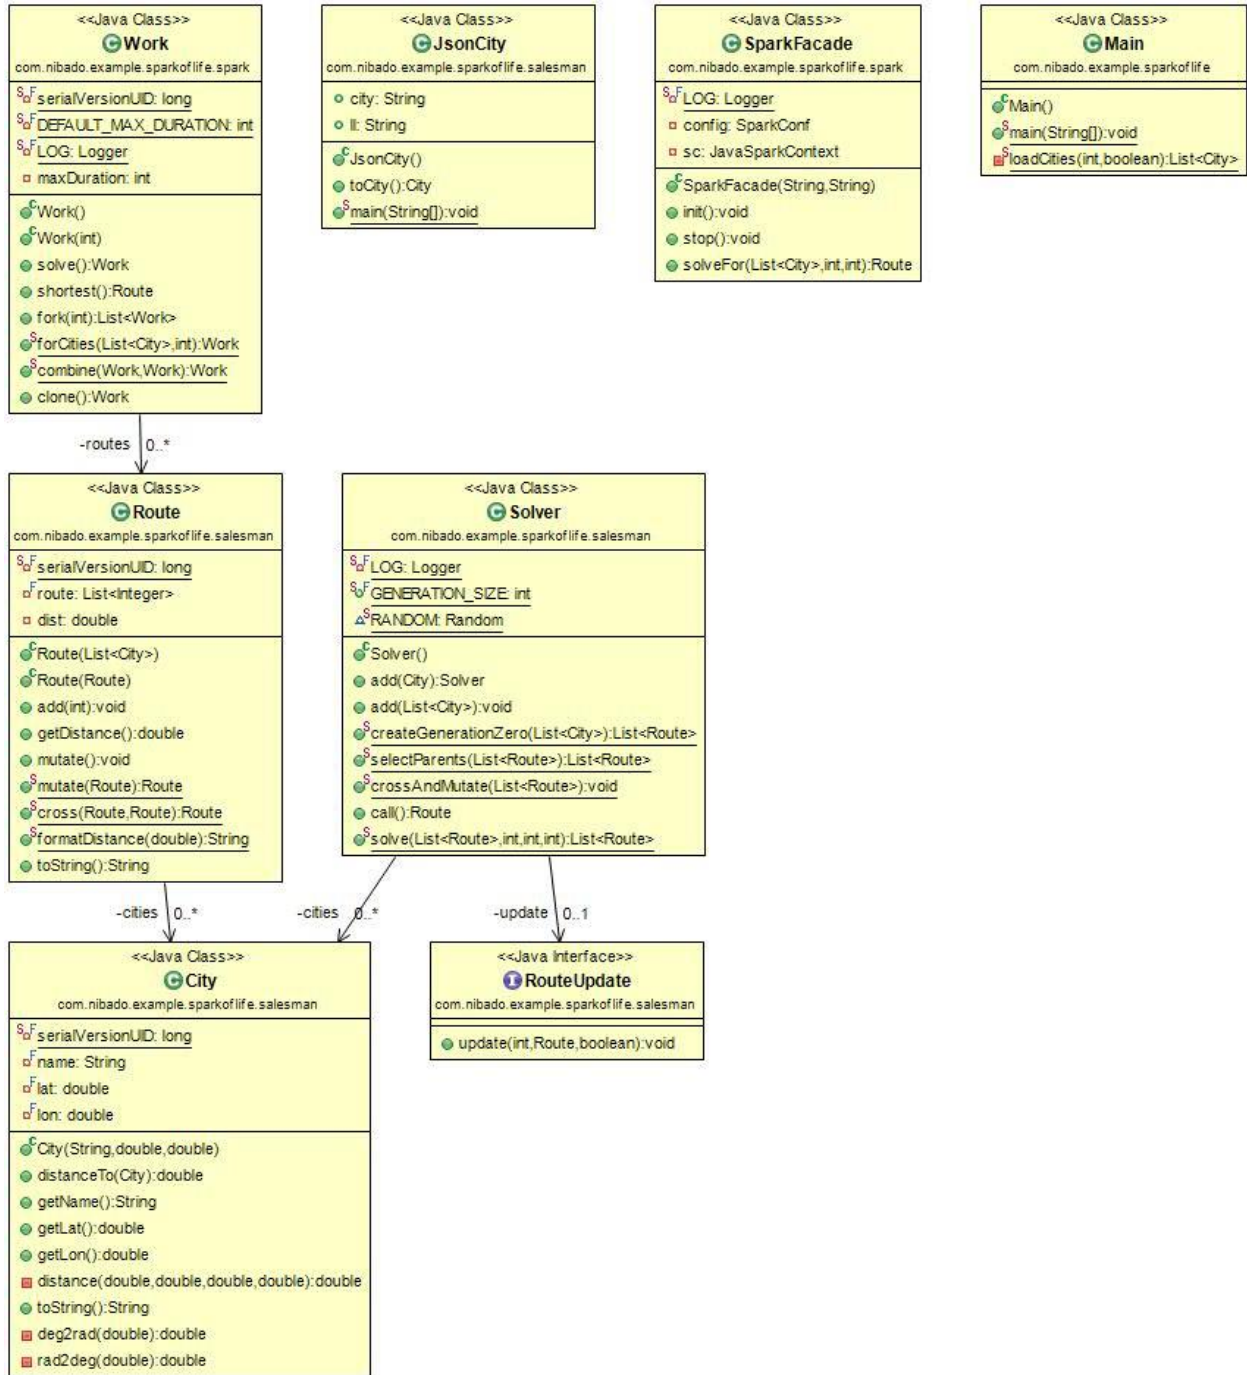 <<Java Class>>
Work
com.nibado.example.sparkoflife.spark
serialVersionUID: long
DEFAULT_MAX_DURATION: int
LOG: Logger
maxDuration: int
Work()
Work(int)
solve():Work
shortest():Route
fork(int):List<Work>
forCities(List<City>,int):Work
combine(Work,Work):Work
clone():Work
<<Java Class>>
JsonCity
com.nibado.example.sparkoflife.salesman
city: String
ll: String
JsonCity()
toCity():City
main(String[]):void
<<Java Class>>
SparkFacade
com.nibado.example.sparkoflife.spark
LOG: Logger
config: SparkConf
sc: JavaSparkContext
SparkFacade(String,String)
init():void
stop():void
solveFor(List<City>,int,int):Route
<<Java Class>>
Main
com.nibado.example.sparkoflife
Main()
main(String[]):void
loadCities(int,boolean):List<City>
-routes 0..*
<<Java Class>>
Route
com.nibado.example.sparkoflife.salesman
serialVersionUID: long
route: List<Integer>
dist: double
Route(List<City>)
Route(Route)
add(int):void
getDistance():double
mutate():void
mutate(Route):Route
cross(Route,Route):Route
formatDistance(double):String
toString():String
<<Java Class>>
Solver
com.nibado.example.sparkoflife.salesman
LOG: Logger
GENERATION_SIZE: int
RANDOM: Random
Solver()
add(City):Solver
add(List<City>):void
createGenerationZero(List<City>):List<Route>
selectParents(List<Route>):List<Route>
crossAndMutate(List<Route>):void
call():Route
solve(List<Route>,int,int,int):List<Route>
-cities 0..*
-cities 0..*
-update 0..1
<<Java Class>>
City
com.nibado.example.sparkoflife.salesman
serialVersionUID: long
name: String
lat: double
lon: double
City(String,double,double)
distanceTo(City):double
getName():String
getLat():double
getLon():double
distance(double,double,double,double):double
toString():String
deg2rad(double):double
rad2deg(double):double
<<Java Interface>>
RouteUpdate
com.nibado.example.sparkoflife.salesman
update(int,Route,boolean):void